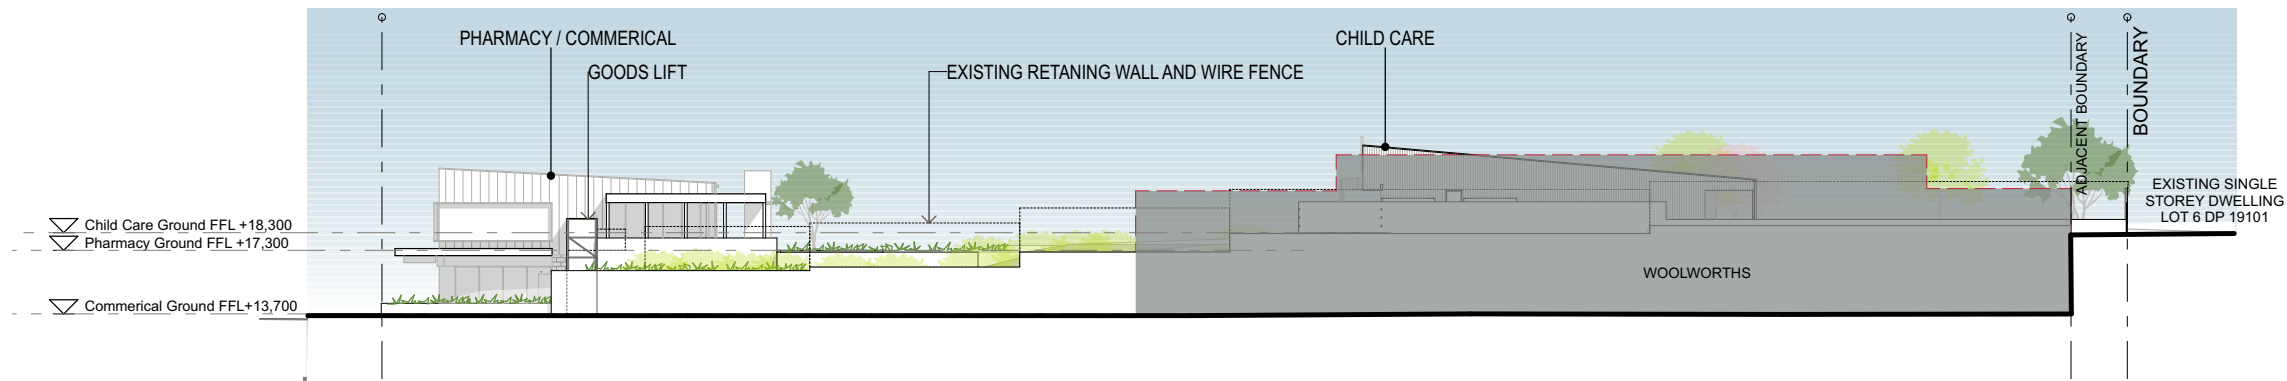 PHARMACY / COMMERICAL
CHILD CARE
GOODS LIFT
EXISTING RETANING WALL AND WIRE FENCE
ADJACENT BOUNDARY
BOUNDARY
EXISTING SINGLE
STOREY DWELLING
LOT 6 DP 19101
Child Care Ground FFL +18,300
Pharmacy Ground FFL +17,300
WOOLWORTHS
Commerical Ground FFL+13,700